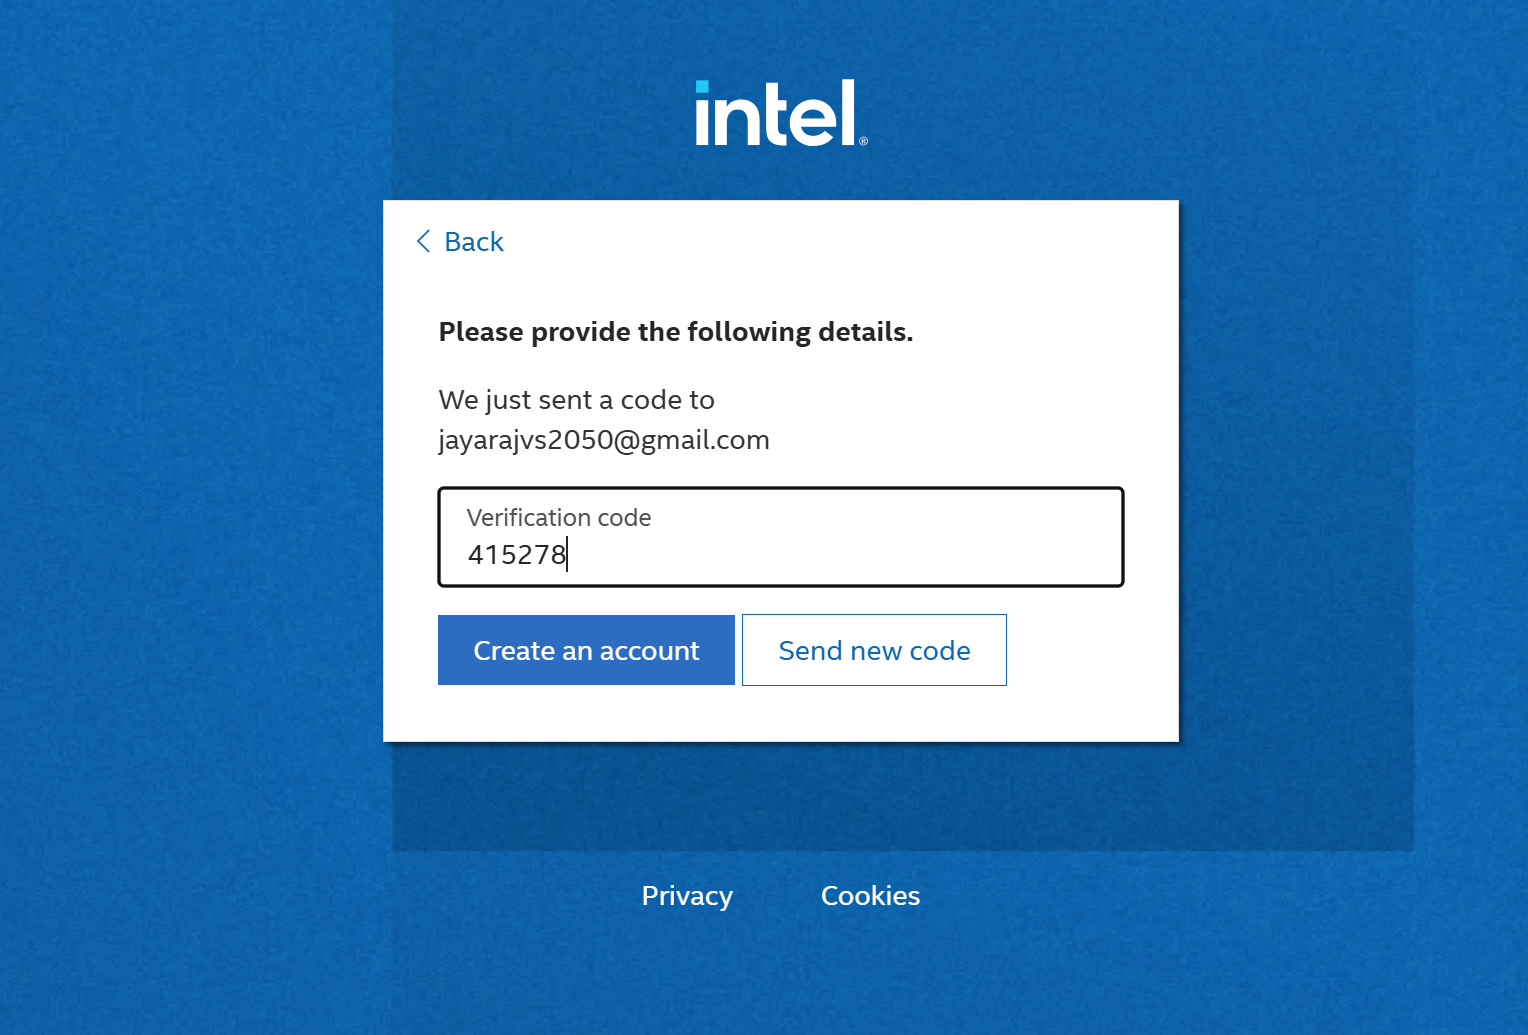 intel®
Back
Please provide the following details.
We just sent a code to
jayarajvs2050@gmail.com
Verification code
415278
Create an account
Send new code
Privacy
Cookies